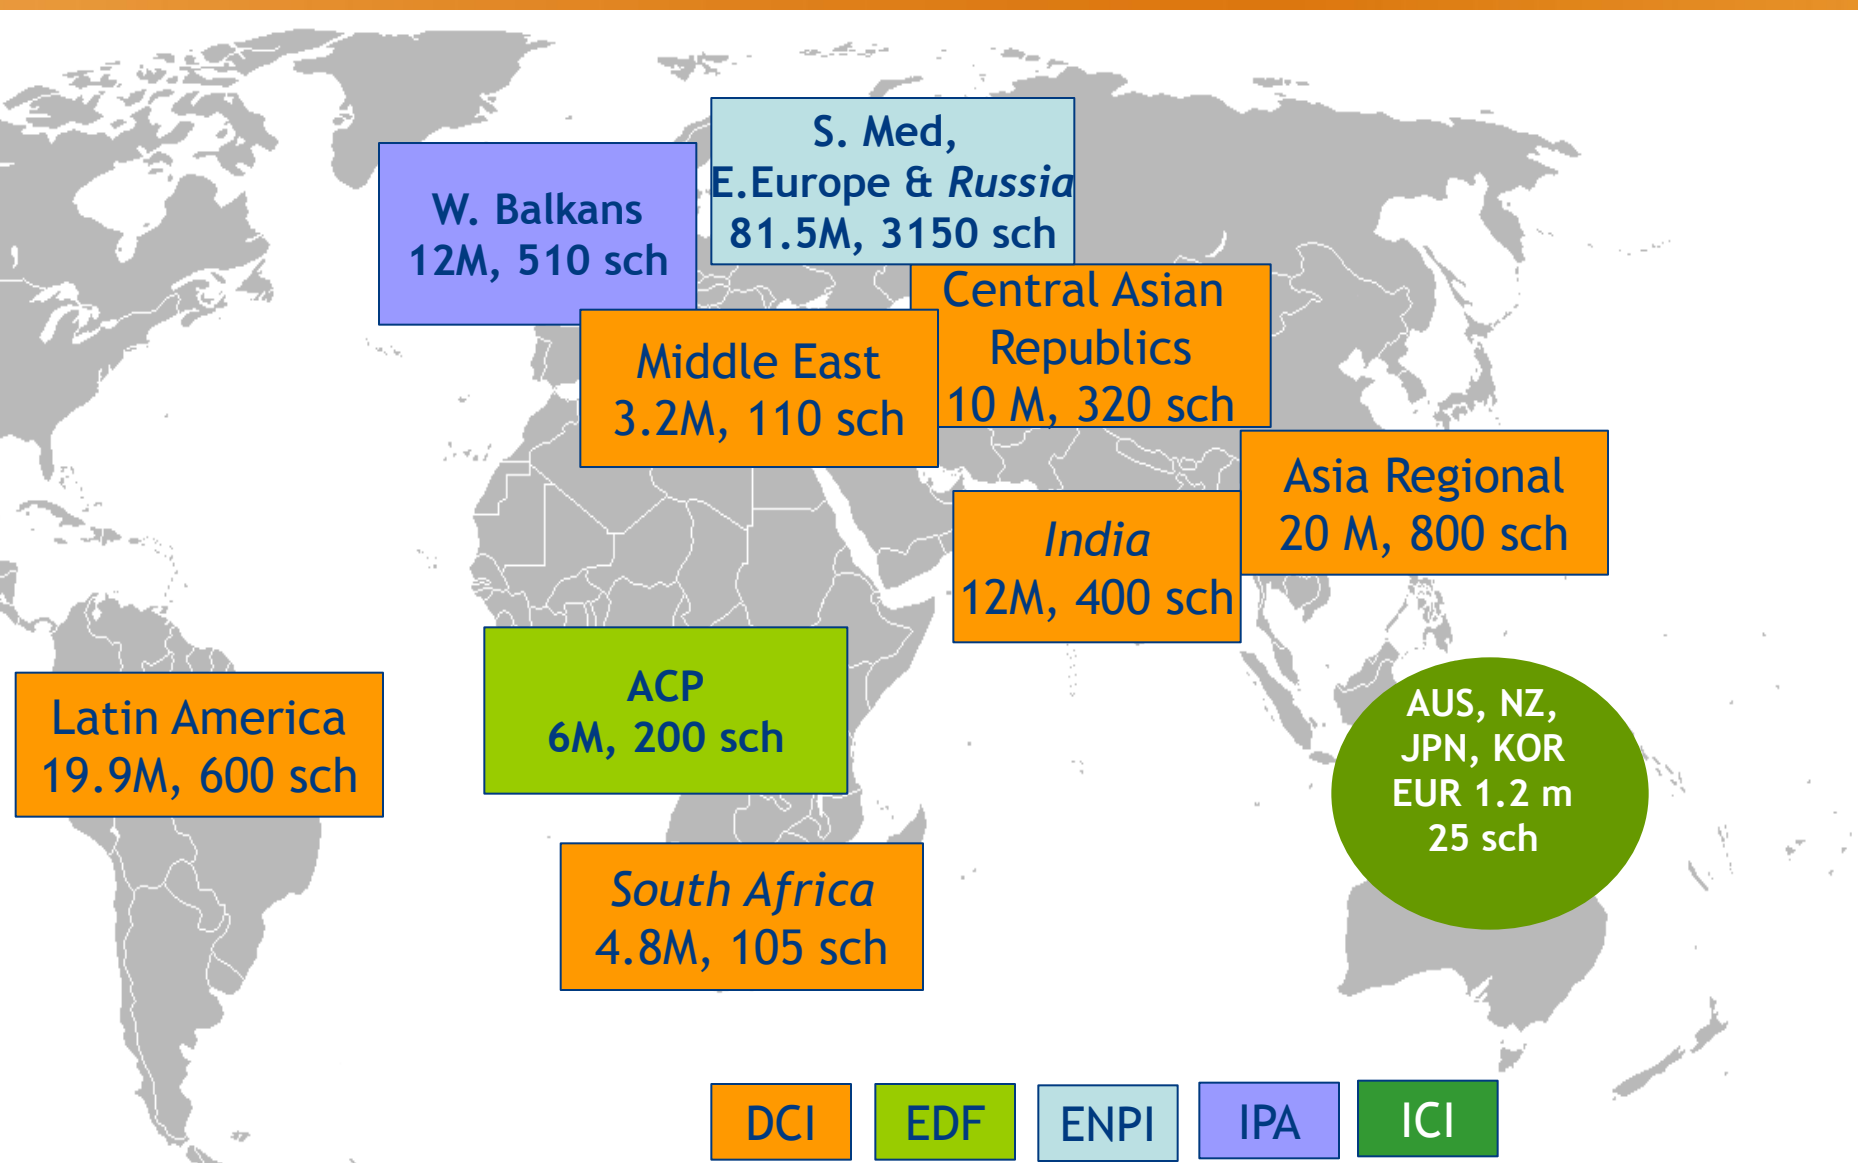 S. Med,
E.Europe & Russia
81.5M, 3150 sch
W. Balkans
12M, 510 sch
Central Asian
Republics
10 M, 320 sch
Middle East
3.2M, 110 sch
Asia Regional
20 M, 800 sch
India
12M, 400 sch
ACP
6M, 200 sch
Latin America
19.9M, 600 sch
AUS, NZ,
JPN, KOR
EUR 1.2 m
25 sch
South Africa
4.8M, 105 sch
DCI
EDF
ENPI
IPA
ICI